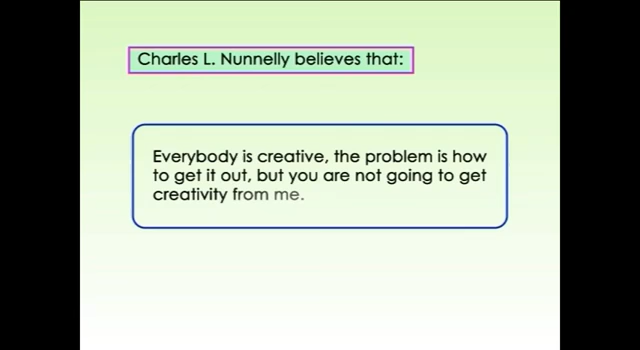 Charles L. Nunnelly believes that:
Everybody is creative, the problem is how
to get it out, but you are not going to get
creativity from me.